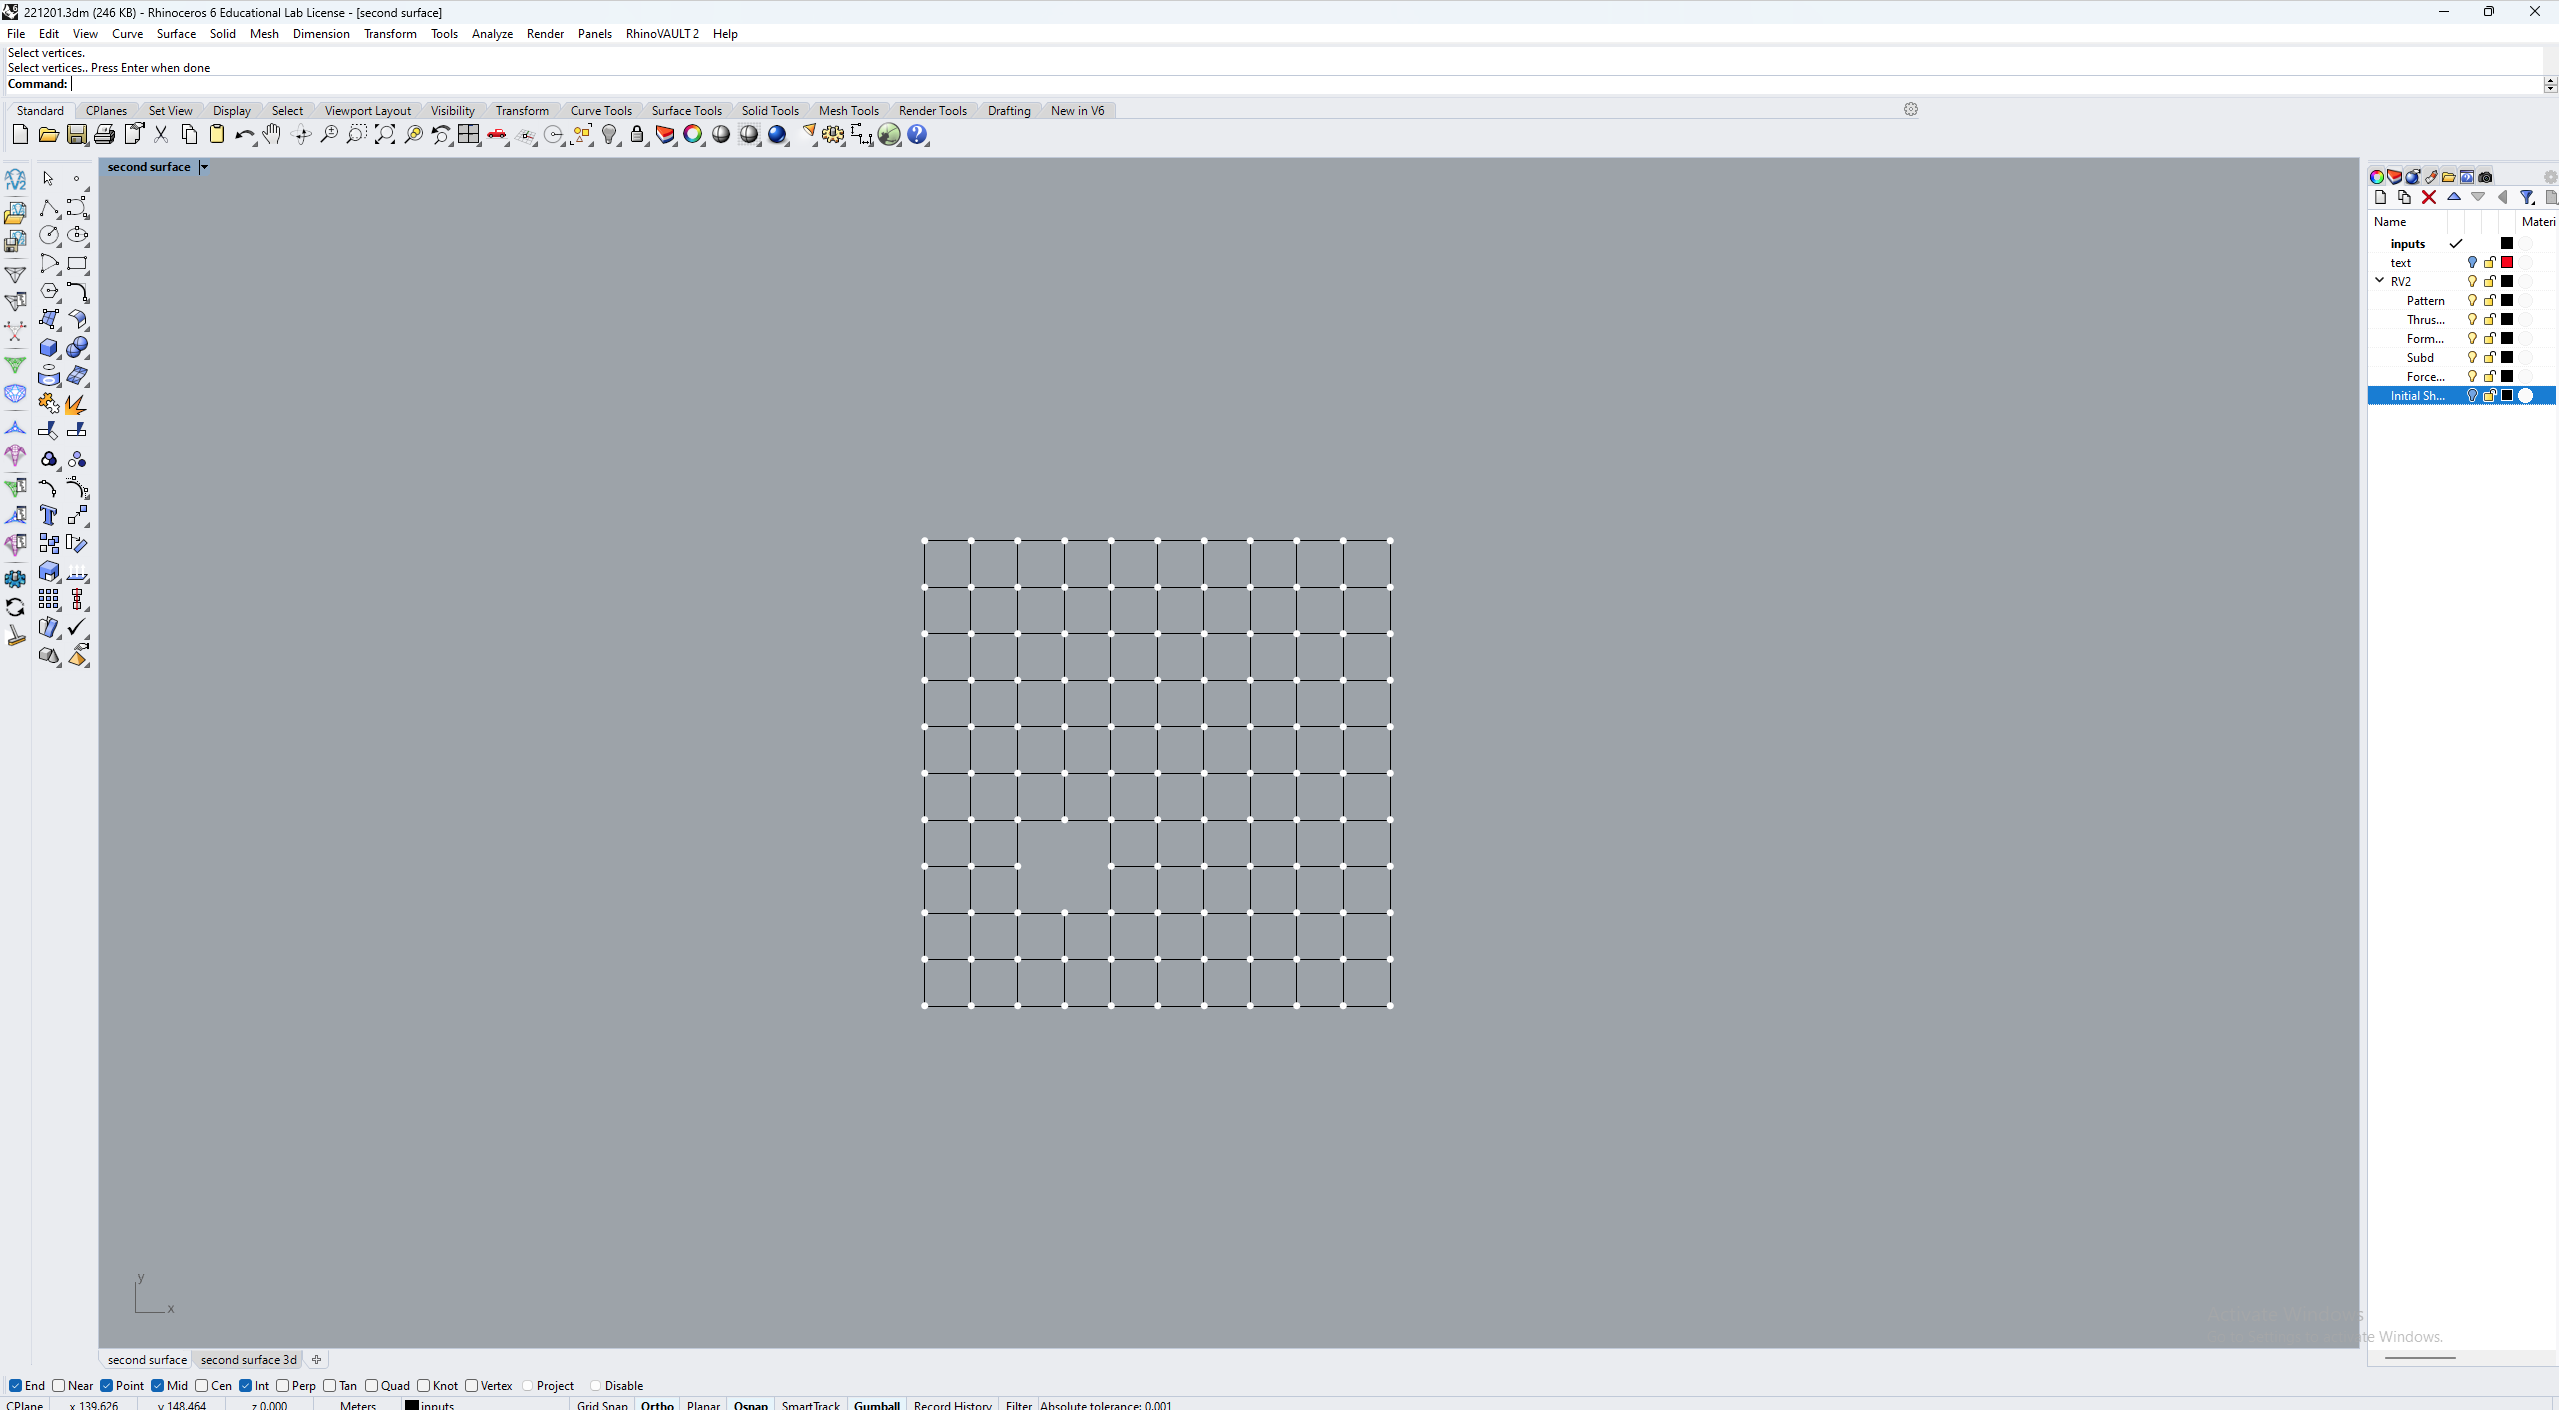 221201.3dm (246 KB) - Rhinoceros 6 Educational Lab License - [second surface]
File Edit View Curve Surface Solid Mesh Dimension Transform Tools Analyze Render Panels RhinoVAULT 2 Help
Select vertices.
Select vertices.. Press Enter when done
Command:
Standard CPlanes Set View Display Select Viewport Layout Visibility Transform Curve Tools Surface Tools Solid Tools Mesh Tools Render Tools Drafting New in V6
second surface
Name Materi
inputs
text
RV2
Pattern
Thrus...
Form...
Subd
Force...
Initial Sh...
y
x
Activate Windows
te Windows.
second surface second surface 3d
End Near Point Mid Cen Int Perp Tan Quad Knot Vertex Project Disable
CPlane x 139.626 y 148.464 z 0.000 Meters inputs Grid Snap Ortho Planar Osnap SmartTrack Gumball Record History Filter Absolute tolerance: 0.001